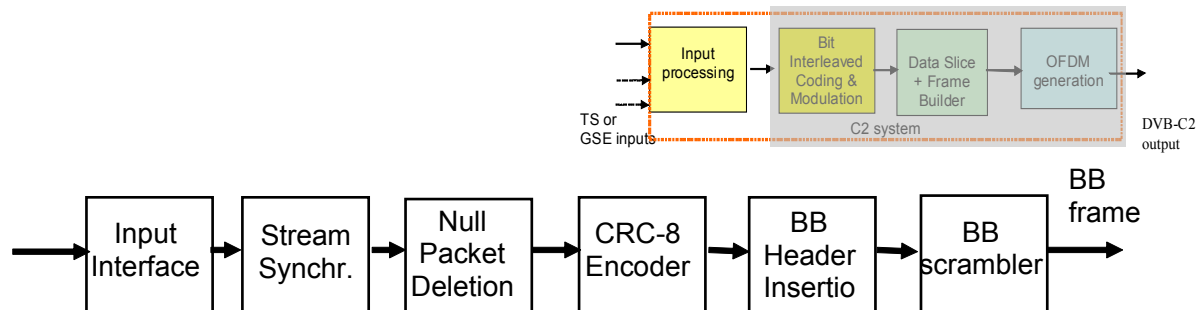 Input
processing
Bit
Interleaved
Coding &
Modulation
Data Slice
+ Frame
Builder
OFDM
generation
C2 system
TS or
GSE inputs
DVB-C2
output
Input
Interface
Stream
Synchr.
Null
Packet
Deletion
CRC-8
Encoder
BB
Header
Insertio
BB
scrambler
BB
frame